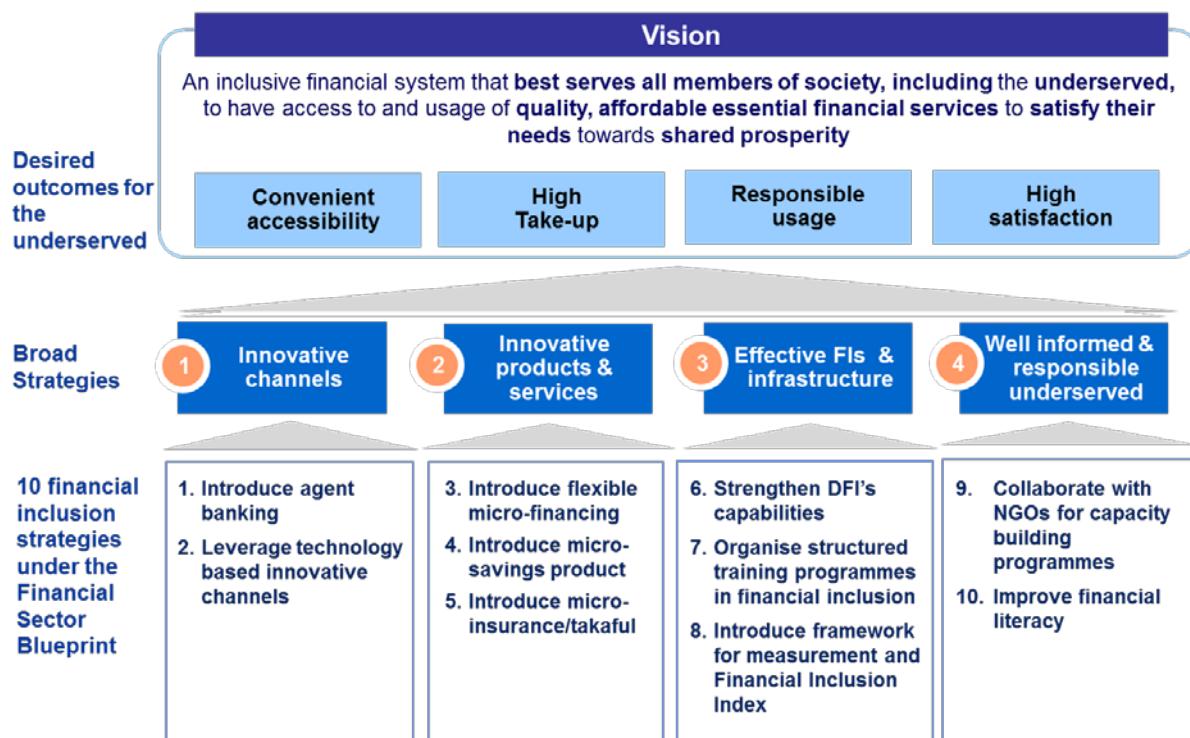 Vision
An inclusive financial system that best serves all members of society, including the underserved,
to have access to and usage of quality, affordable essential financial services to satisfy their
needs towards shared prosperity
Desired
outcomes for
the
underserved
Convenient
accessibility
High
Take-up
Responsible
usage
High
satisfaction
Broad
Strategies
1
Innovative
channels
2
Innovative
products &
services
3
Effective FIs &
infrastructure
4
Well informed &
responsible
underserved
10 financial
inclusion
strategies
under the
Financial
Sector
Blueprint
1. Introduce agent
banking
2. Leverage technology
based innovative
channels
3. Introduce flexible
micro-financing
4. Introduce micro-
savings product
5. Introduce micro-
insurance/takaful
6. Strengthen DFI's
capabilities
7. Organise structured
training programmes
in financial inclusion
8. Introduce framework
for measurement and
Financial Inclusion
Index
9. Collaborate with
NGOs for capacity
building
programmes
10. Improve financial
literacy